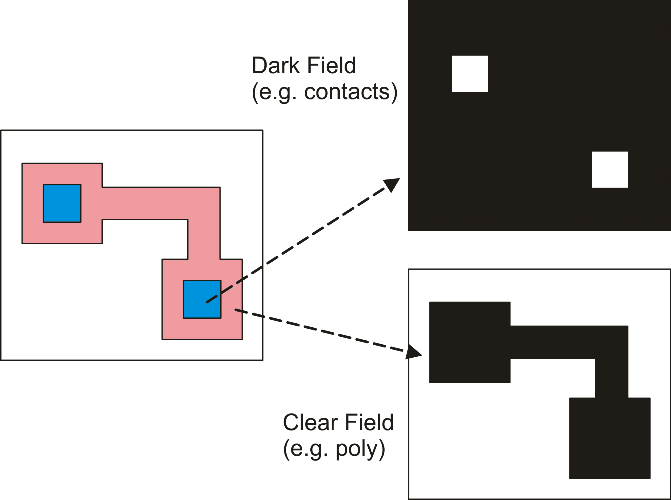 Dark Field
(e.g. contacts)
Clear Field
(e.g. poly)